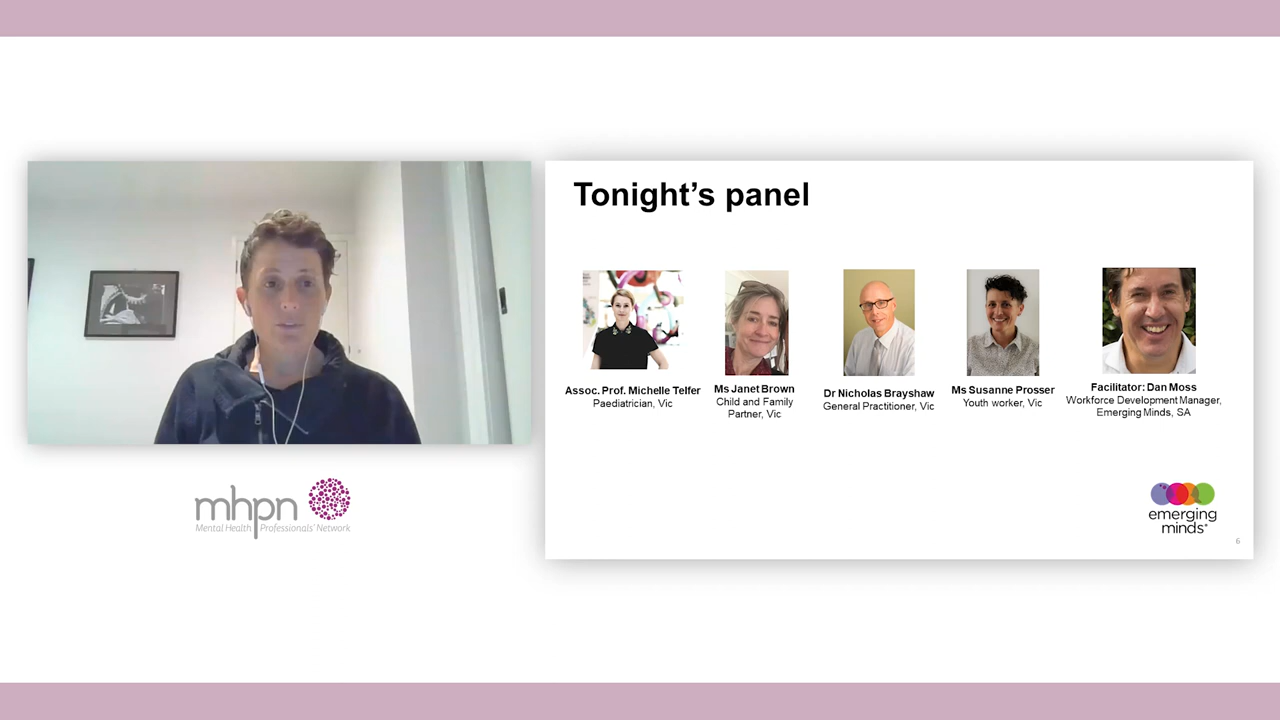 Tonight's panel
Assoc. Prof. Michelle Telfer
Paediatrician, Vic
Ms Janet Brown
Child and Family
Partner, Vic
Dr Nicholas Brayshaw
General Practitioner, Vic
Ms Susanne Prosser
Youth worker, Vic
Facilitator: Dan Moss
Workforce Development Manager,
Emerging Minds, SA
mhpn
Mental Health Professionals' Network
emerging
minds
6